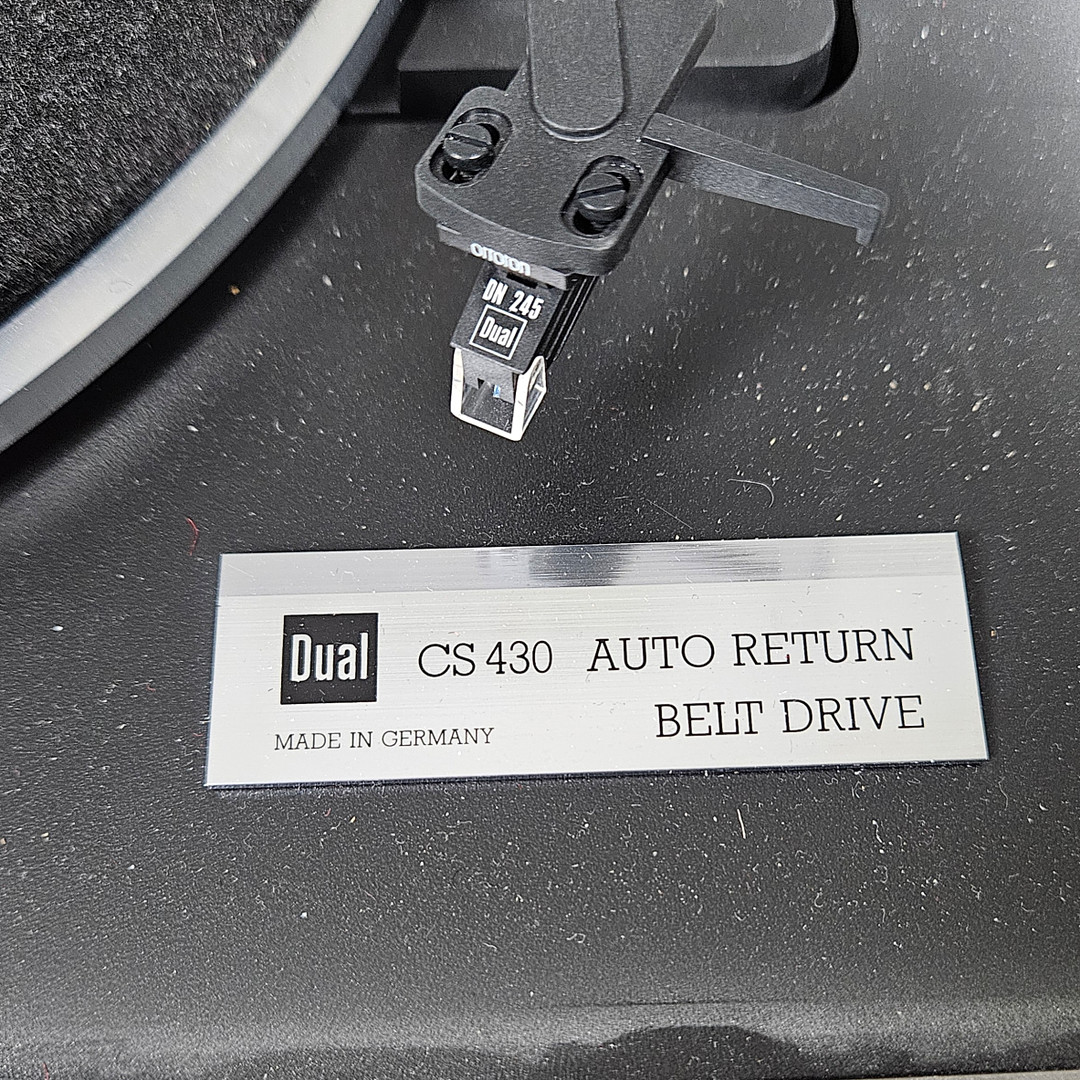 ortofon
DN 245
Dual
Dual CS 430 AUTO RETURN
BELT DRIVE
MADE IN GERMANY